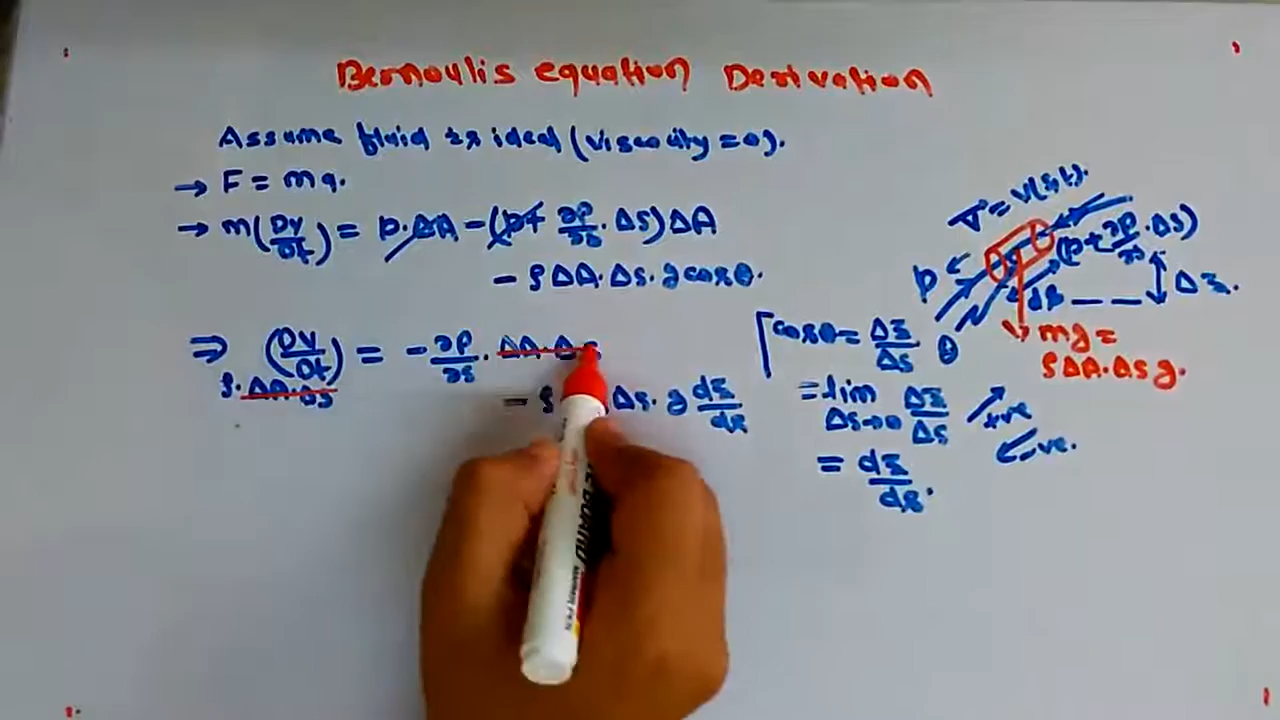 Bernoulis equation Derivation
Assume fluid is ideal (viscocity = 0).
→ F = ma.
→ m(DV/Dt) = p·ΔA - (p + ∂p/∂s · Δs)ΔA
- ρΔA·Δs·g cosθ.
⇒ ρ·ΔA·Δs (DV/Dt) = - ∂p/∂s · ΔA·Δs
- ρ Δs·g dz/ds
V = V(s,t).
(p + ∂p/∂s · Δs)
p
ds
Δz.
θ
mg =
ρΔA·Δs g.
cosθ = Δz/Δs
= lim Δs→0 Δz/Δs
= dz/ds.
+ve
-ve.